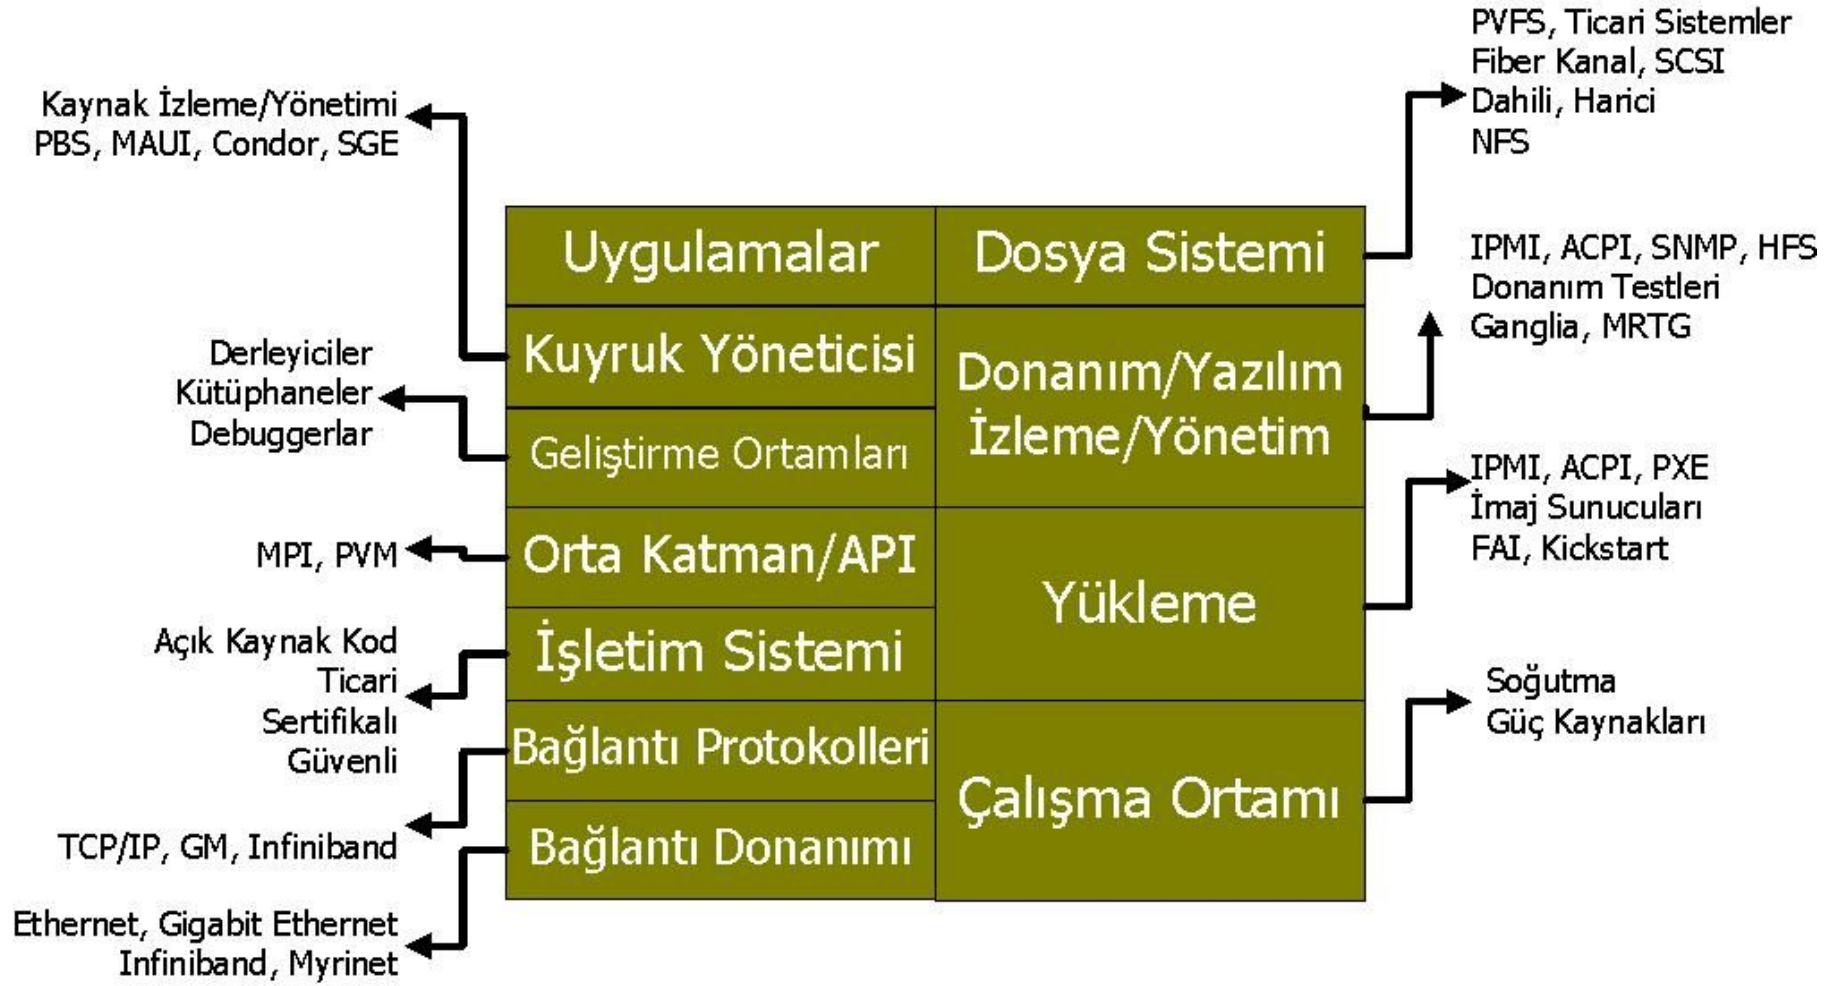 PVFS, Ticari Sistemler
Fiber Kanal, SCSI
Dahili, Harici
NFS
Kaynak İzleme/Yönetimi
PBS, MAUI, Condor, SGE
Uygulamalar
Dosya Sistemi
IPMI, ACPI, SNMP, HFS
Donanım Testleri
Ganglia, MRTG
Kuyruk Yöneticisi
Donanım/Yazılım
İzleme/Yönetim
Derleyiciler
Kütüphaneler
Debuggerlar
Geliştirme Ortamları
IPMI, ACPI, PXE
İmaj Sunucuları
FAI, Kickstart
MPI, PVM
Orta Katman/API
Yükleme
Açık Kaynak Kod
Ticari
Sertifikalı
Güvenli
İşletim Sistemi
Soğutma
Güç Kaynakları
Bağlantı Protokolleri
Çalışma Ortamı
TCP/IP, GM, Infiniband
Bağlantı Donanımı
Ethernet, Gigabit Ethernet
Infiniband, Myrinet